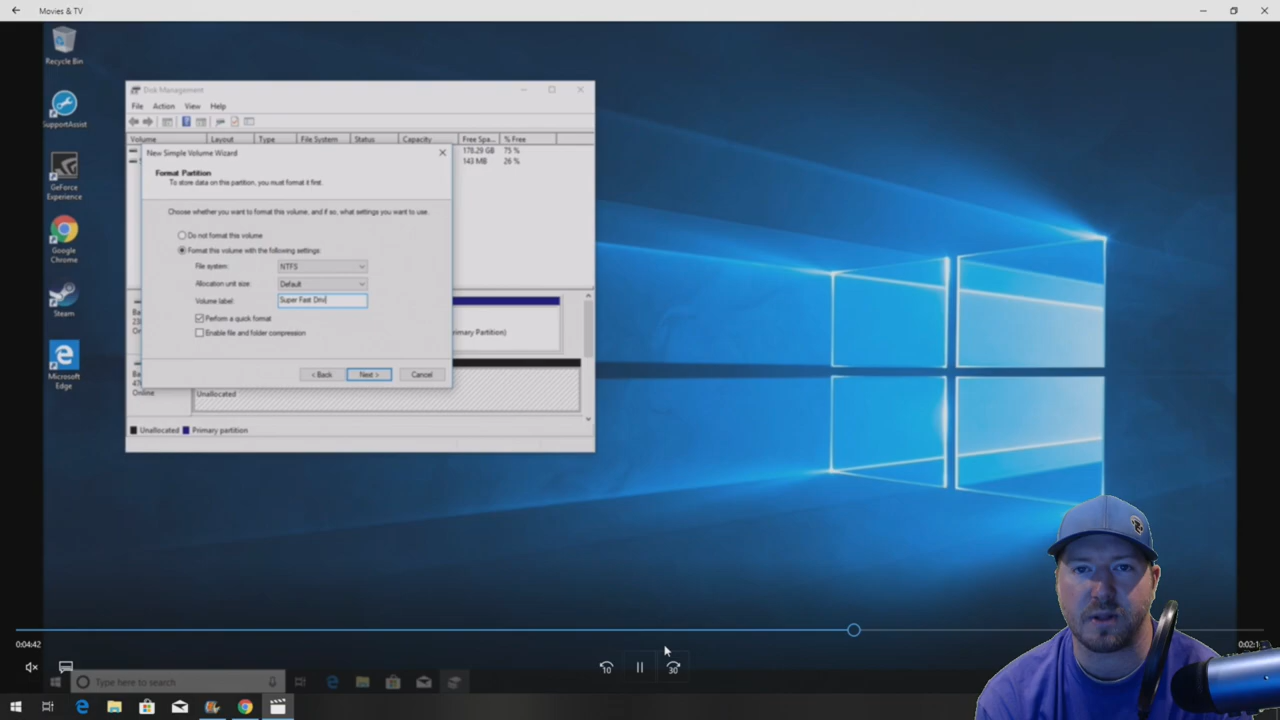 Movies & TV
Recycle Bin
SupportAssist
GeForce
Experience
Google
Chrome
Steam
Microsoft
Edge
Disk Management
File Action View Help
Volume Layout Type File System Status Capacity Free Spa... % Free
178.29 GB 75 %
143 MB 26 %
New Simple Volume Wizard
Format Partition
To store data on this partition, you must format it first.
Choose whether you want to format this volume, and if so, what settings you want to use.
Do not format this volume
Format this volume with the following settings:
File system: NTFS
Allocation unit size: Default
Volume label: Super Fast Driv
Perform a quick format
Enable file and folder compression
< Back Next > Cancel
Ba
Online
imary Partition)
Ba
Online
Unallocated
Unallocated Primary partition
0:04:42
10
30
Type here to search